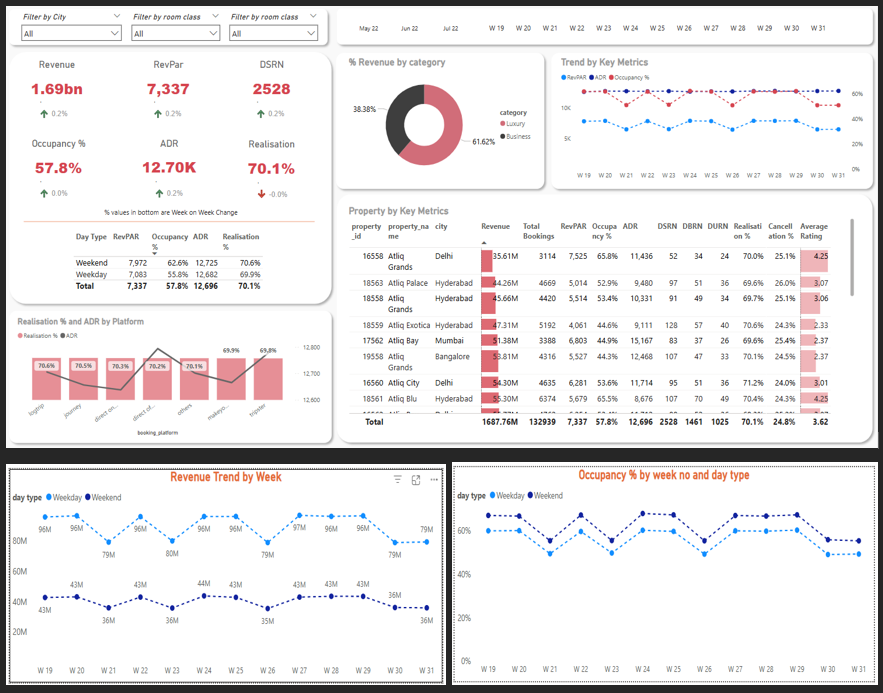 Filter by City
Filter by room class
Filter by room class
All
All
All
May 22 Jun 22 Jul 22 W 19 W 20 W 21 W 22 W 23 W 24 W 25 W 26 W 27 W 28 W 29 W 30 W 31
Revenue RevPar DSRN
1.69bn 7,337 2528
0.2% 0.2% 0.2%
Occupancy % ADR Realisation
57.8% 12.70K 70.1%
0.0% 0.2% -0.0%
% values in bottom are Week on Week Change
Day Type RevPAR Occupancy % ADR Realisation %
Weekend 7,972 62.6% 12,725 70.6%
Weekday 7,083 55.8% 12,682 69.9%
Total 7,337 57.8% 12,696 70.1%
% Revenue by category
38.38%
61.62%
category
Luxury
Business
Trend by Key Metrics
RevPAR ADR Occupancy %
10K
5K
60%
40%
20%
0%
W 19 W 20 W 21 W 22 W 23 W 24 W 25 W 26 W 27 W 28 W 29 W 30 W 31
Property by Key Metrics
property_id property_name city Revenue Total Bookings RevPAR Occupancy % ADR DSRN DBRN DURN Realisation % Cancellation % Average Rating
16558 Atliq Grands Delhi 35.61M 3114 7,525 65.8% 11,436 52 34 24 70.0% 25.1% 4.25
18563 Atliq Palace Hyderabad 44.26M 4669 5,014 52.9% 9,480 97 51 36 69.6% 26.0% 3.07
18558 Atliq Grands Hyderabad 45.66M 4420 5,514 53.4% 10,331 91 49 34 69.7% 25.1% 3.06
18559 Atliq Exotica Hyderabad 47.31M 5192 4,061 44.6% 9,111 128 57 40 70.6% 24.3% 2.33
17562 Atliq Bay Mumbai 51.38M 3388 6,803 44.9% 15,167 83 37 26 69.6% 25.4% 2.37
19558 Atliq Grands Bangalore 53.81M 4316 5,527 44.3% 12,468 107 47 33 70.1% 24.5% 2.37
16560 Atliq City Delhi 54.30M 4635 6,281 53.6% 11,714 95 51 36 71.2% 24.0% 3.01
18561 Atliq Blu Hyderabad 55.30M 6374 5,679 65.5% 8,676 107 70 49 70.4% 24.3% 4.25
Total 1687.76M 132939 7,337 57.8% 12,696 2528 1461 1025 70.1% 24.8% 3.62
Realisation % and ADR by Platform
Realisation % ADR
70.6% 70.5% 70.3% 70.2% 70.1% 69.9% 69.8%
12,800
12,700
12,600
logtrip journey direct on... direct of... others makeyo... tripster
booking_platform
Revenue Trend by Week
day type Weekday Weekend
96M 96M 79M 96M 80M 96M 96M 79M 97M 96M 96M 79M 79M
80M
60M
40M
20M
43M 43M 36M 43M 36M 44M 43M 35M 43M 43M 43M 36M 36M
W 19 W 20 W 21 W 22 W 23 W 24 W 25 W 26 W 27 W 28 W 29 W 30 W 31
Occupancy % by week no and day type
day type Weekday Weekend
60%
40%
20%
0%
W 19 W 20 W 21 W 22 W 23 W 24 W 25 W 26 W 27 W 28 W 29 W 30 W 31